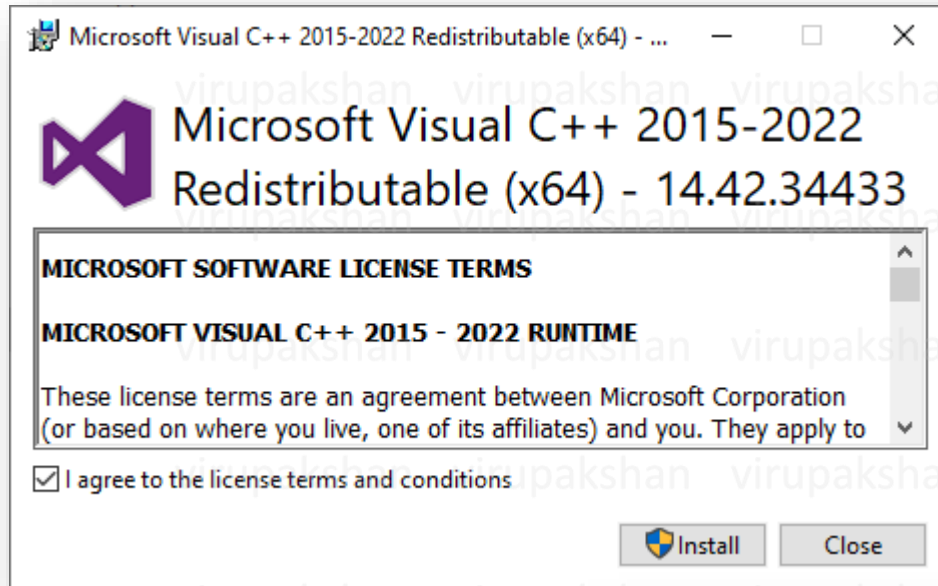 Microsoft Visual C++ 2015-2022 Redistributable (x64) - ...
Microsoft Visual C++ 2015-2022
Redistributable (x64) - 14.42.34433
MICROSOFT SOFTWARE LICENSE TERMS
MICROSOFT VISUAL C++ 2015 - 2022 RUNTIME
These license terms are an agreement between Microsoft Corporation
(or based on where you live, one of its affiliates) and you. They apply to
I agree to the license terms and conditions
Install Close
virupakshan